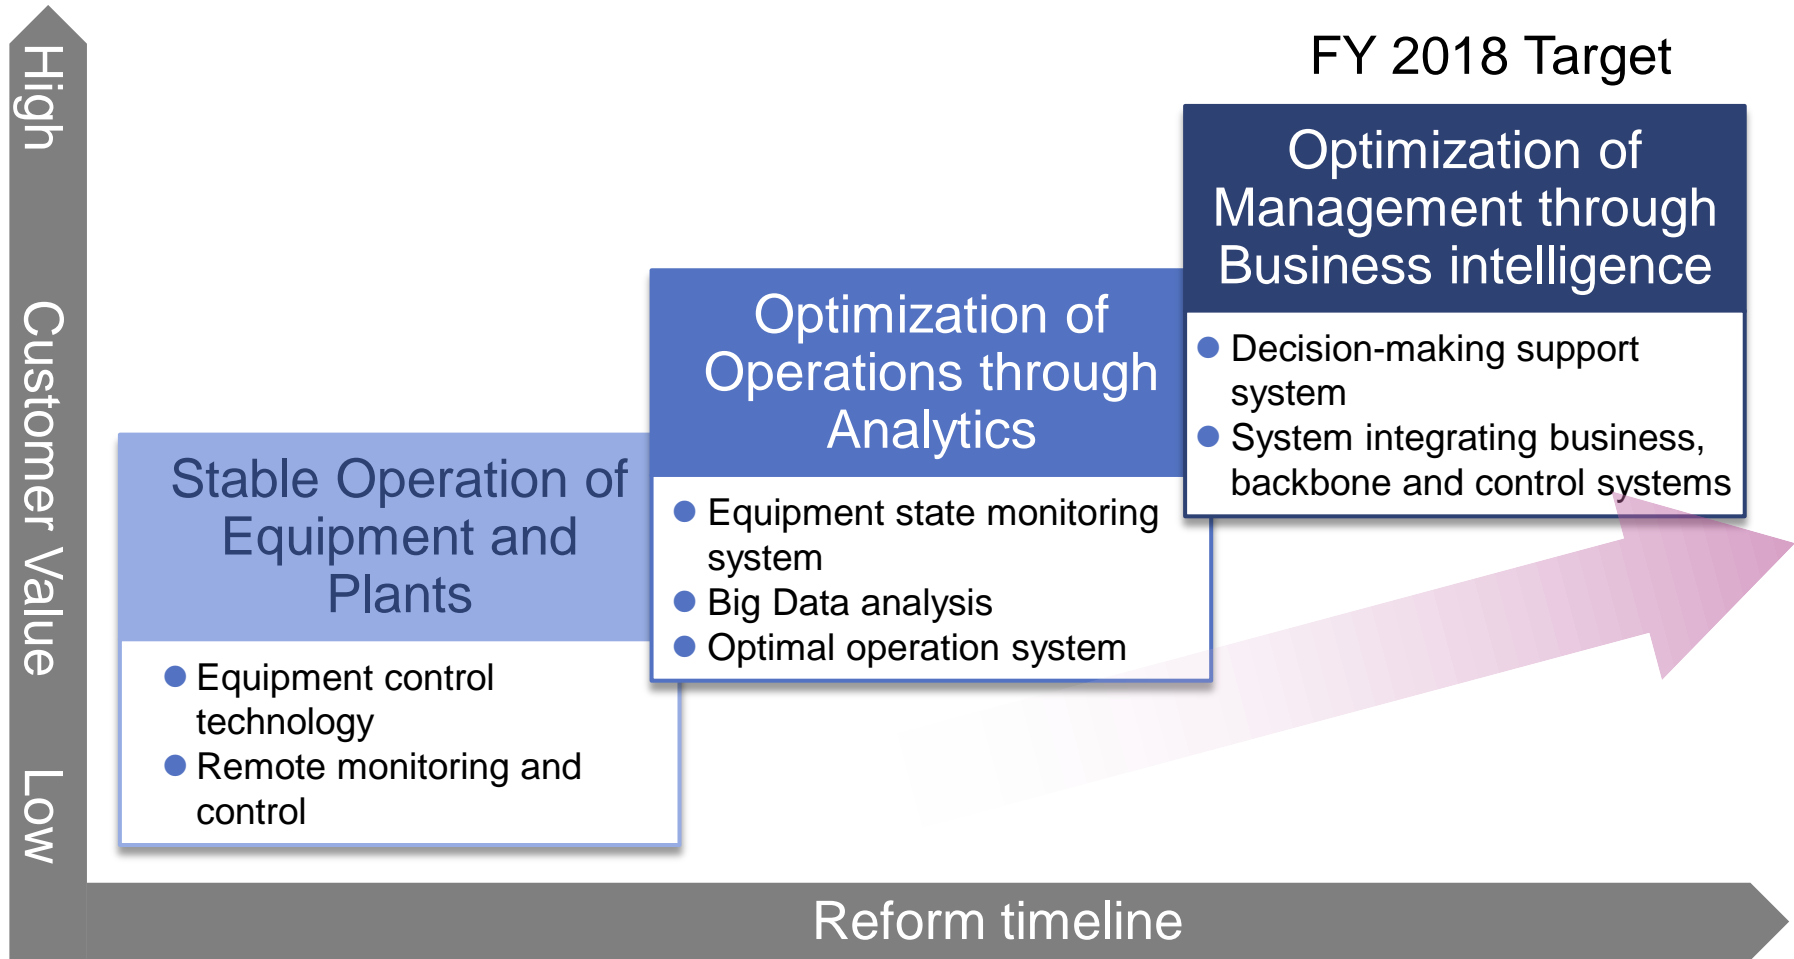 High
Customer Value
Low
FY 2018 Target
Optimization of
Management through
Business intelligence
● Decision-making support
system
● System integrating business,
backbone and control systems
Optimization of
Operations through
Analytics
● Equipment state monitoring
system
● Big Data analysis
● Optimal operation system
Stable Operation of
Equipment and
Plants
● Equipment control
technology
● Remote monitoring and
control
Reform timeline